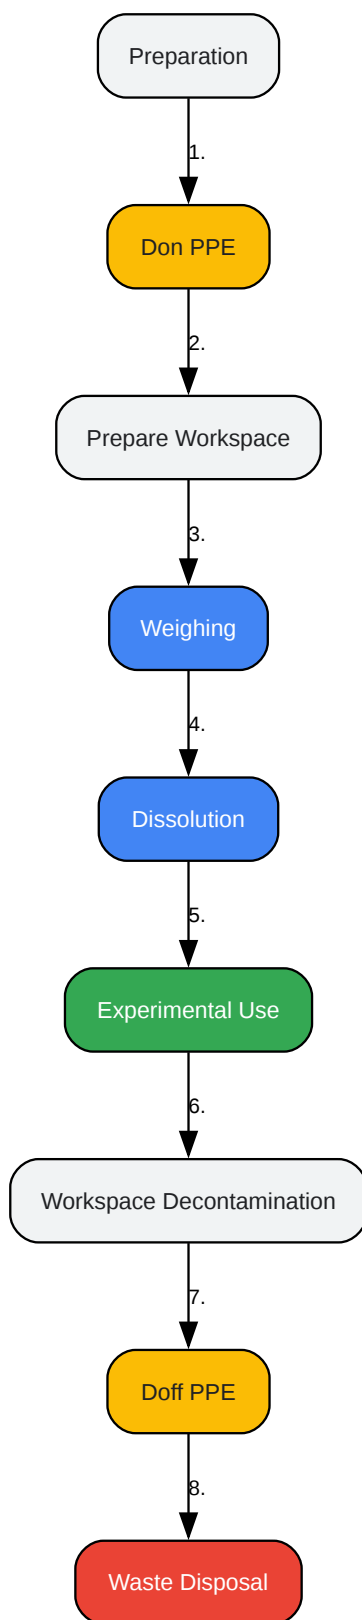 Preparation
1.
Don PPE
2.
Prepare Workspace
3.
Weighing
4.
Dissolution
5.
Experimental Use
6.
Workspace Decontamination
7.
Doff PPE
8.
Waste Disposal